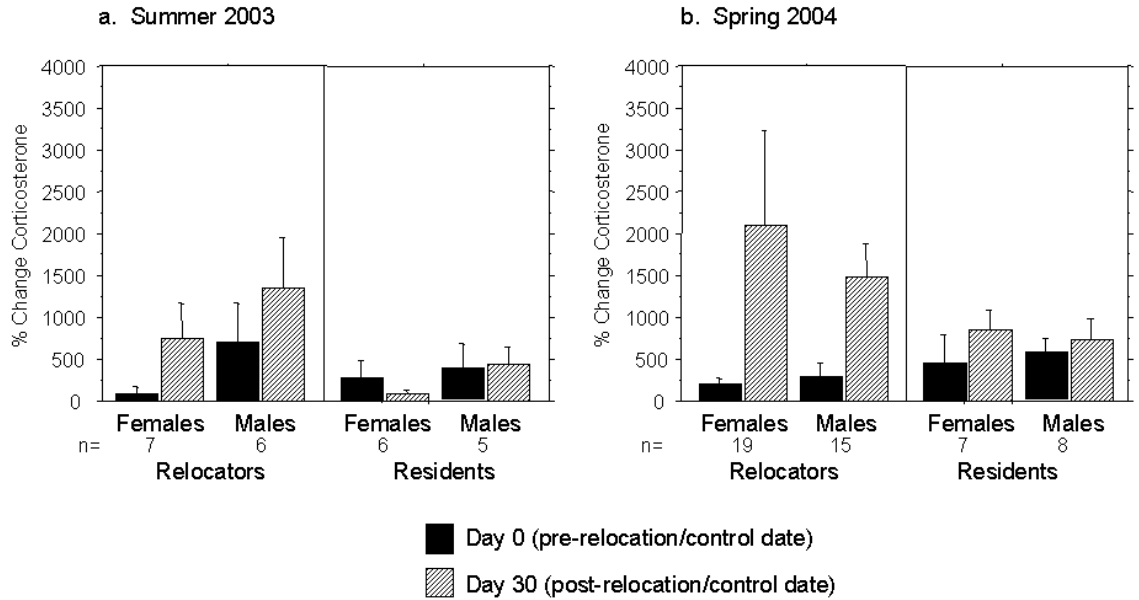 a. Summer 2003
% Change Corticosterone
4000
3500
3000
2500
2000
1500
1000
500
0
Females Males Females Males
n= 7 6 6 5
Relocators Residents
b. Spring 2004
% Change Corticosterone
4000
3500
3000
2500
2000
1500
1000
500
0
Females Males Females Males
n= 19 15 7 8
Relocators Residents
Day 0 (pre-relocation/control date)
Day 30 (post-relocation/control date)